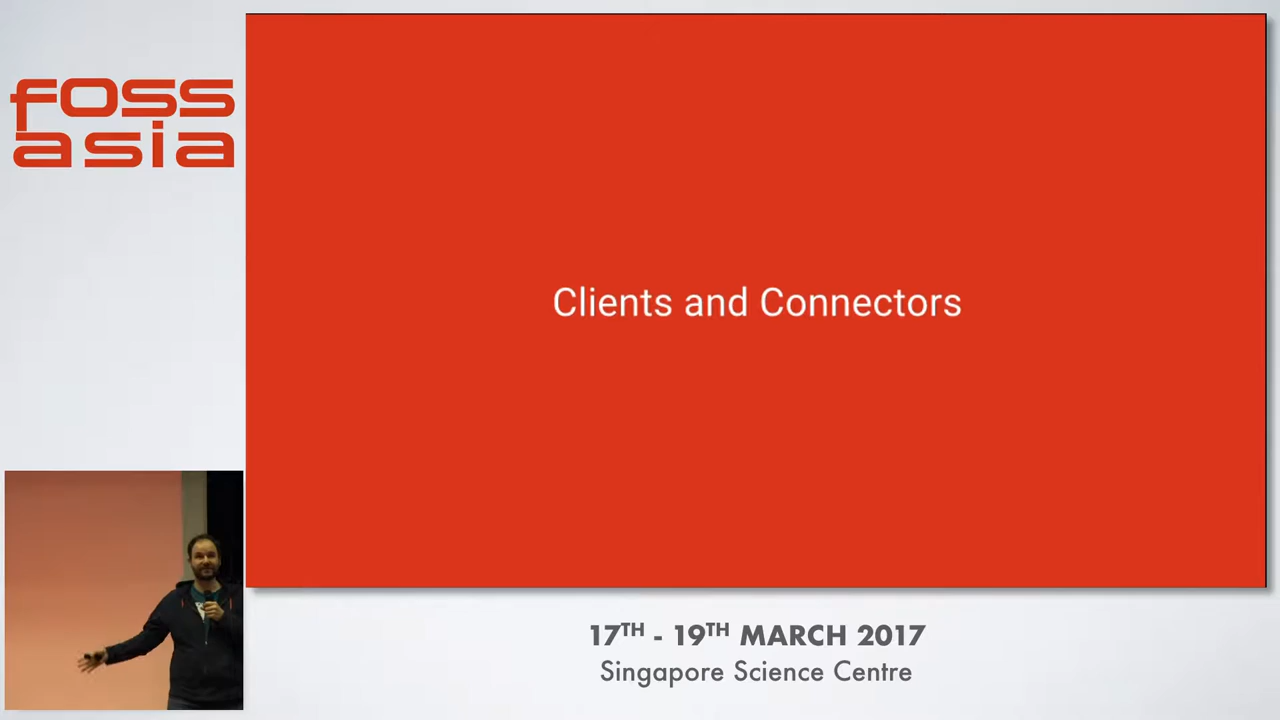 foss
asia
Clients and Connectors
17TH - 19TH MARCH 2017
Singapore Science Centre